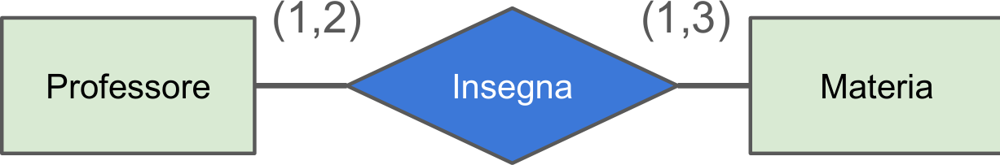 (1,2)
(1,3)
Professore
Insegna
Materia